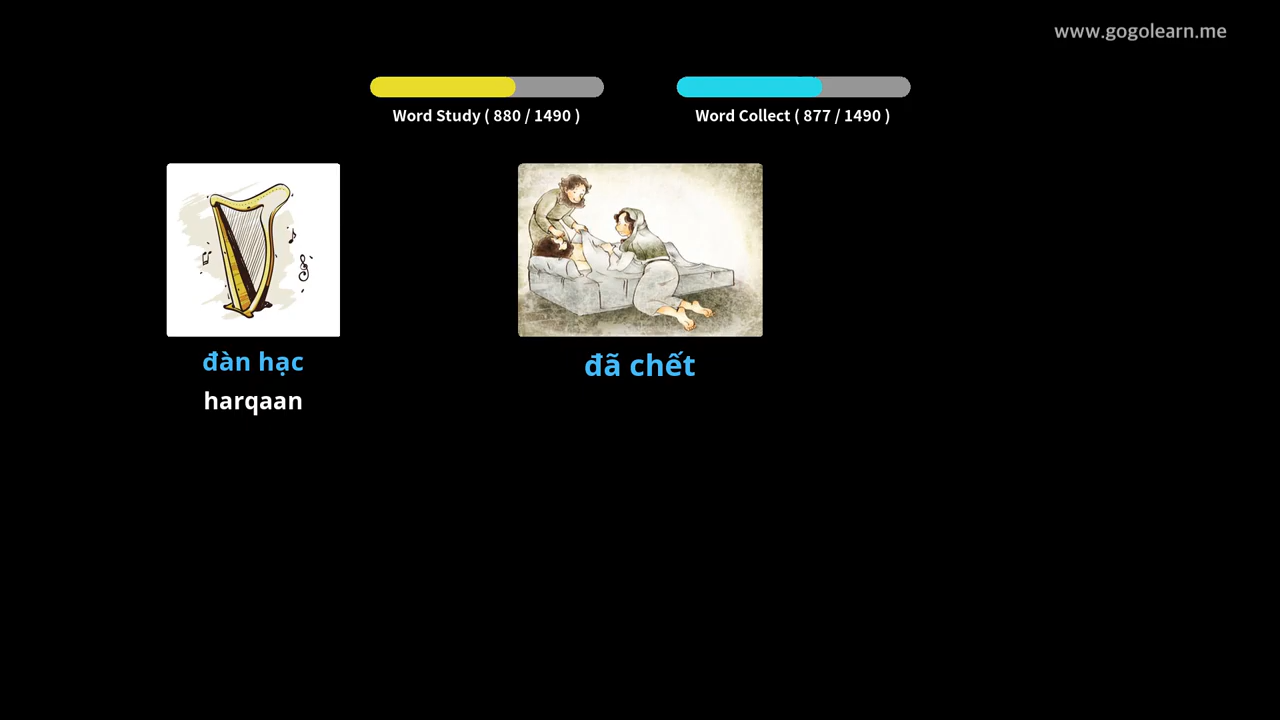 www.gogolearn.me
Word Study ( 880 / 1490 )
Word Collect ( 877 / 1490 )
đàn hạc
harqaan
đã chết